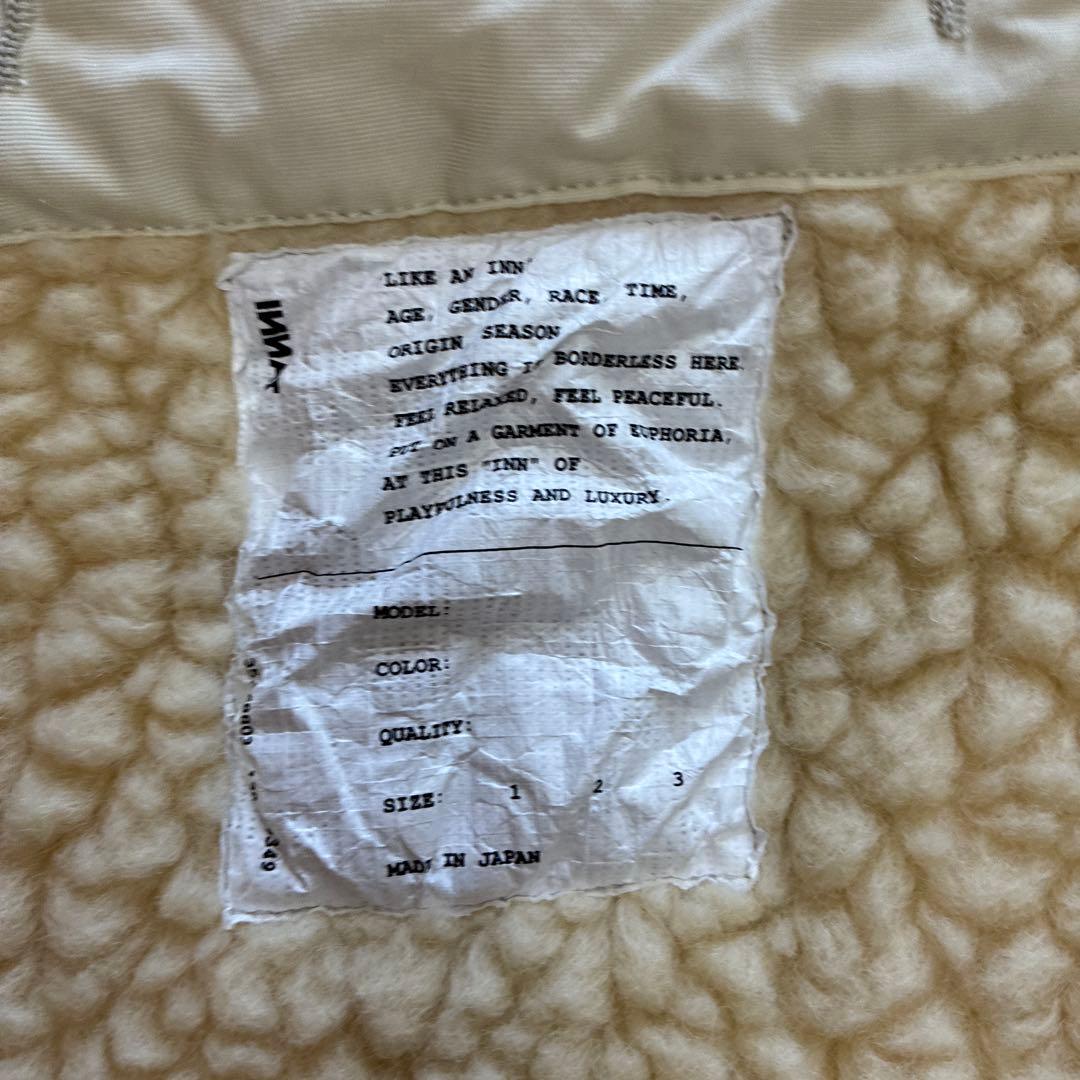 INNAT
LIKE AN INN
AGE, GENDER, RACE, TIME,
ORIGIN SEASON
EVERYTHING IS BORDERLESS HERE.
FEEL RELAXED, FEEL PEACEFUL.
PUT ON A GARMENT OF EUPHORIA,
AT THIS "INN" OF
PLAYFULNESS AND LUXURY.
MODEL:
COLOR:
QUALITY:
SIZE: 1 2 3
MADE IN JAPAN